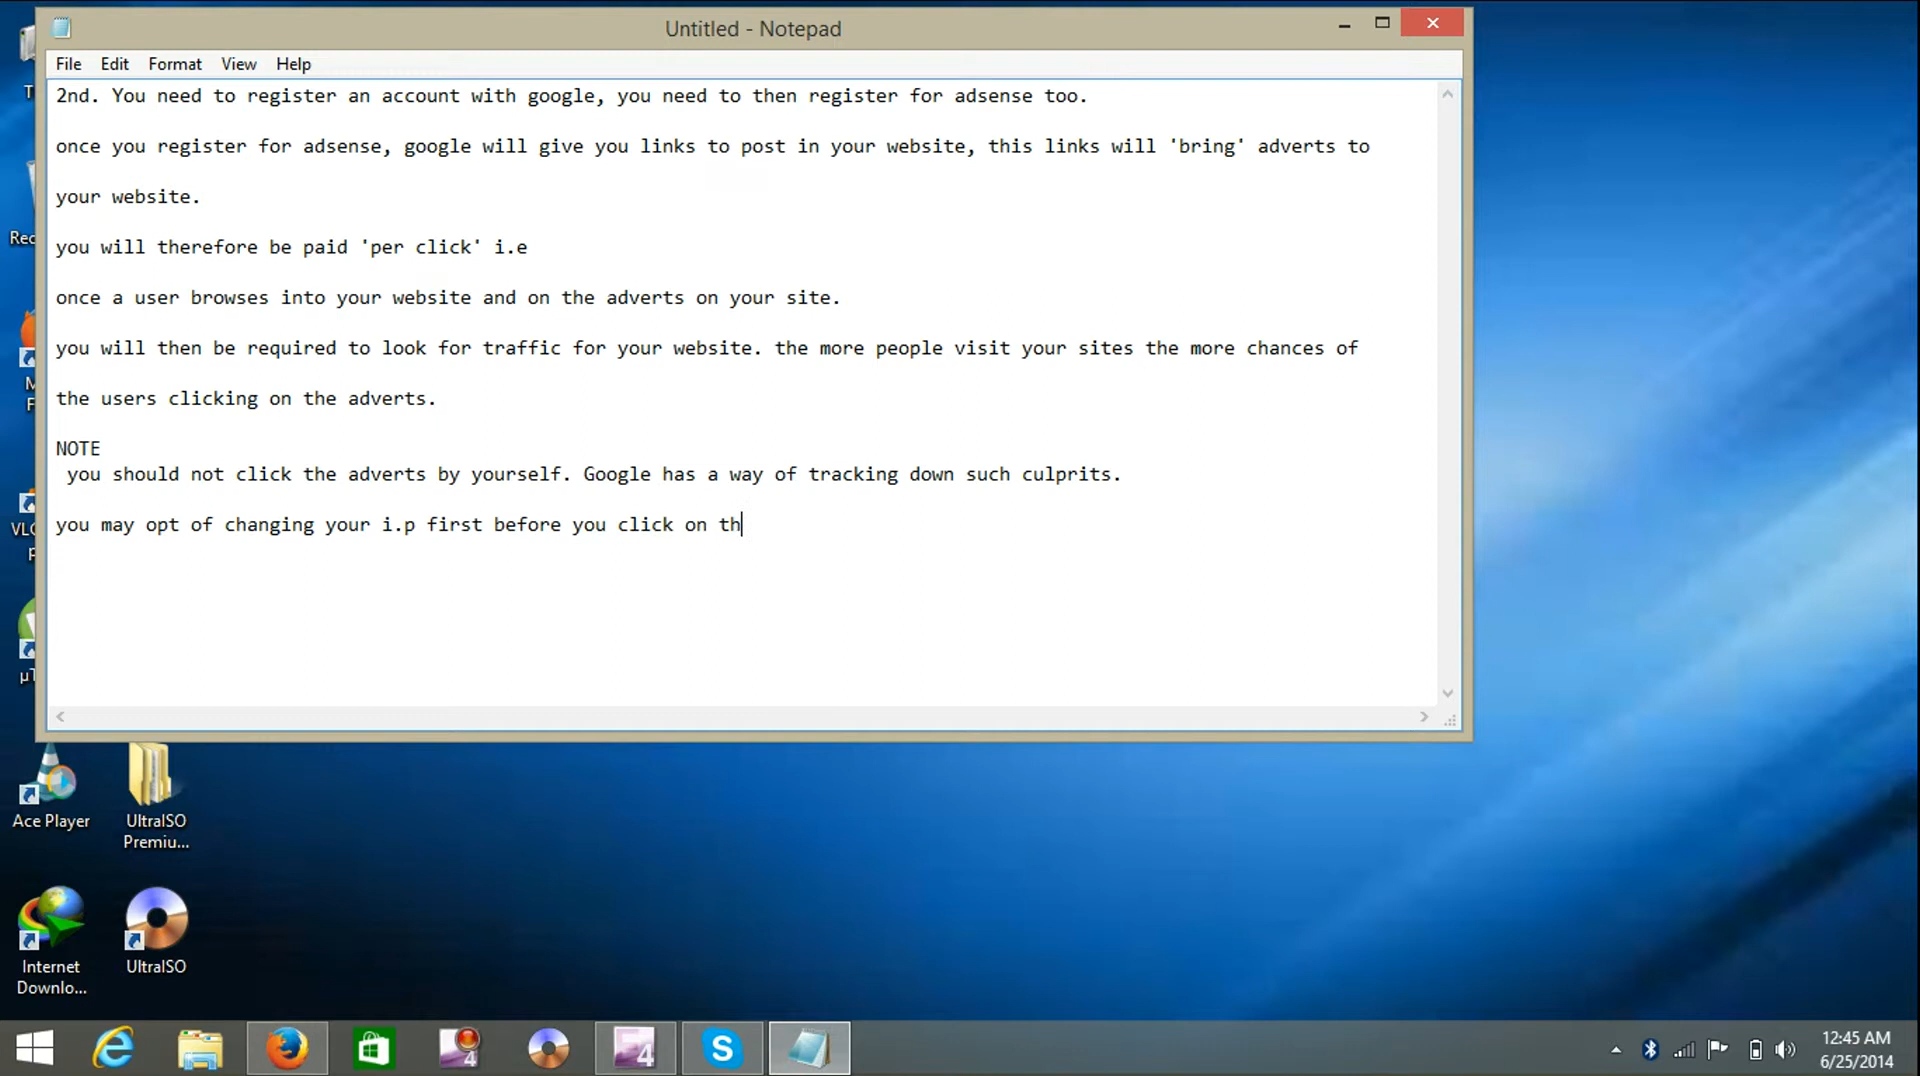 Untitled - Notepad
File Edit Format View Help
2nd. You need to register an account with google, you need to then register for adsense too.
once you register for adsense, google will give you links to post in your website, this links will 'bring' adverts to
your website.
you will therefore be paid 'per click' i.e
once a user browses into your website and on the adverts on your site.
you will then be required to look for traffic for your website. the more people visit your sites the more chances of
the users clicking on the adverts.
NOTE
you should not click the adverts by yourself. Google has a way of tracking down such culprits.
you may opt of changing your i.p first before you click on th
Rec
VLC
Ace Player
UltraISO
Premiu...
Internet
Downlo...
UltraISO
12:45 AM
6/25/2014